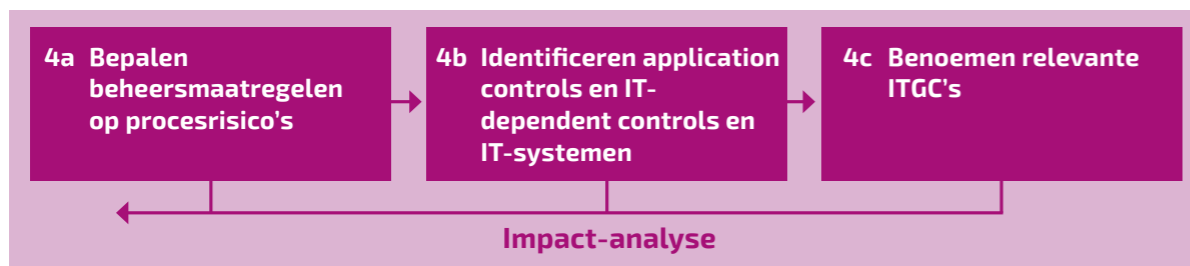 4a Bepalen
beheersmaatregelen
op procesrisico's
4b Identificeren application
controls en IT-
dependent controls en
IT-systemen
4c Benoemen relevante
ITGC's
Impact-analyse